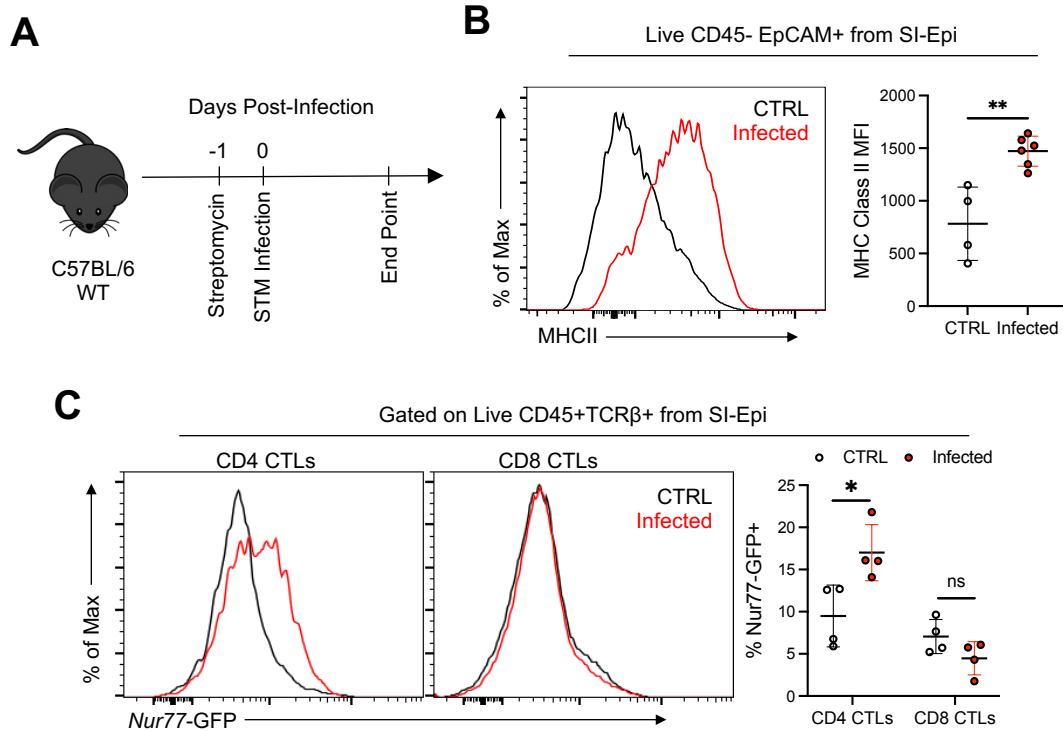 A
Days Post-Infection
-1
0
Streptomycin
STM Infection
End Point
C57BL/6
WT
B
Live CD45- EpCAM+ from SI-Epi
% of Max
CTRL
Infected
MHCII
MHC Class II MFI
2000
1500
1000
500
0
**
CTRL Infected
C
Gated on Live CD45+TCRβ+ from SI-Epi
CD4 CTLs
CD8 CTLs
% of Max
CTRL
Infected
Nur77-GFP
CTRL Infected
% Nur77-GFP+
25
20
15
10
5
0
*
ns
CD4 CTLs CD8 CTLs